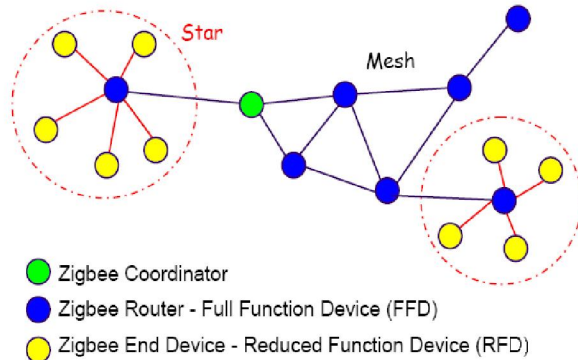 Star
Mesh
Zigbee Coordinator
Zigbee Router - Full Function Device (FFD)
Zigbee End Device - Reduced Function Device (RFD)